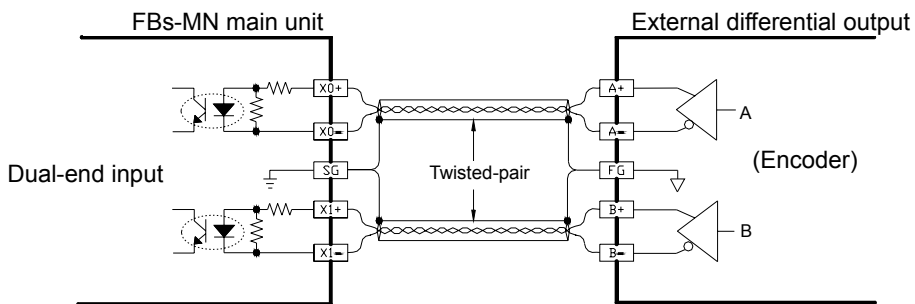 FBs-MN main unit
External differential output
X0+
A+
A
X0-
A-
Dual-end input
SG
Twisted-pair
FG
(Encoder)
X1+
B+
B
X1-
B-